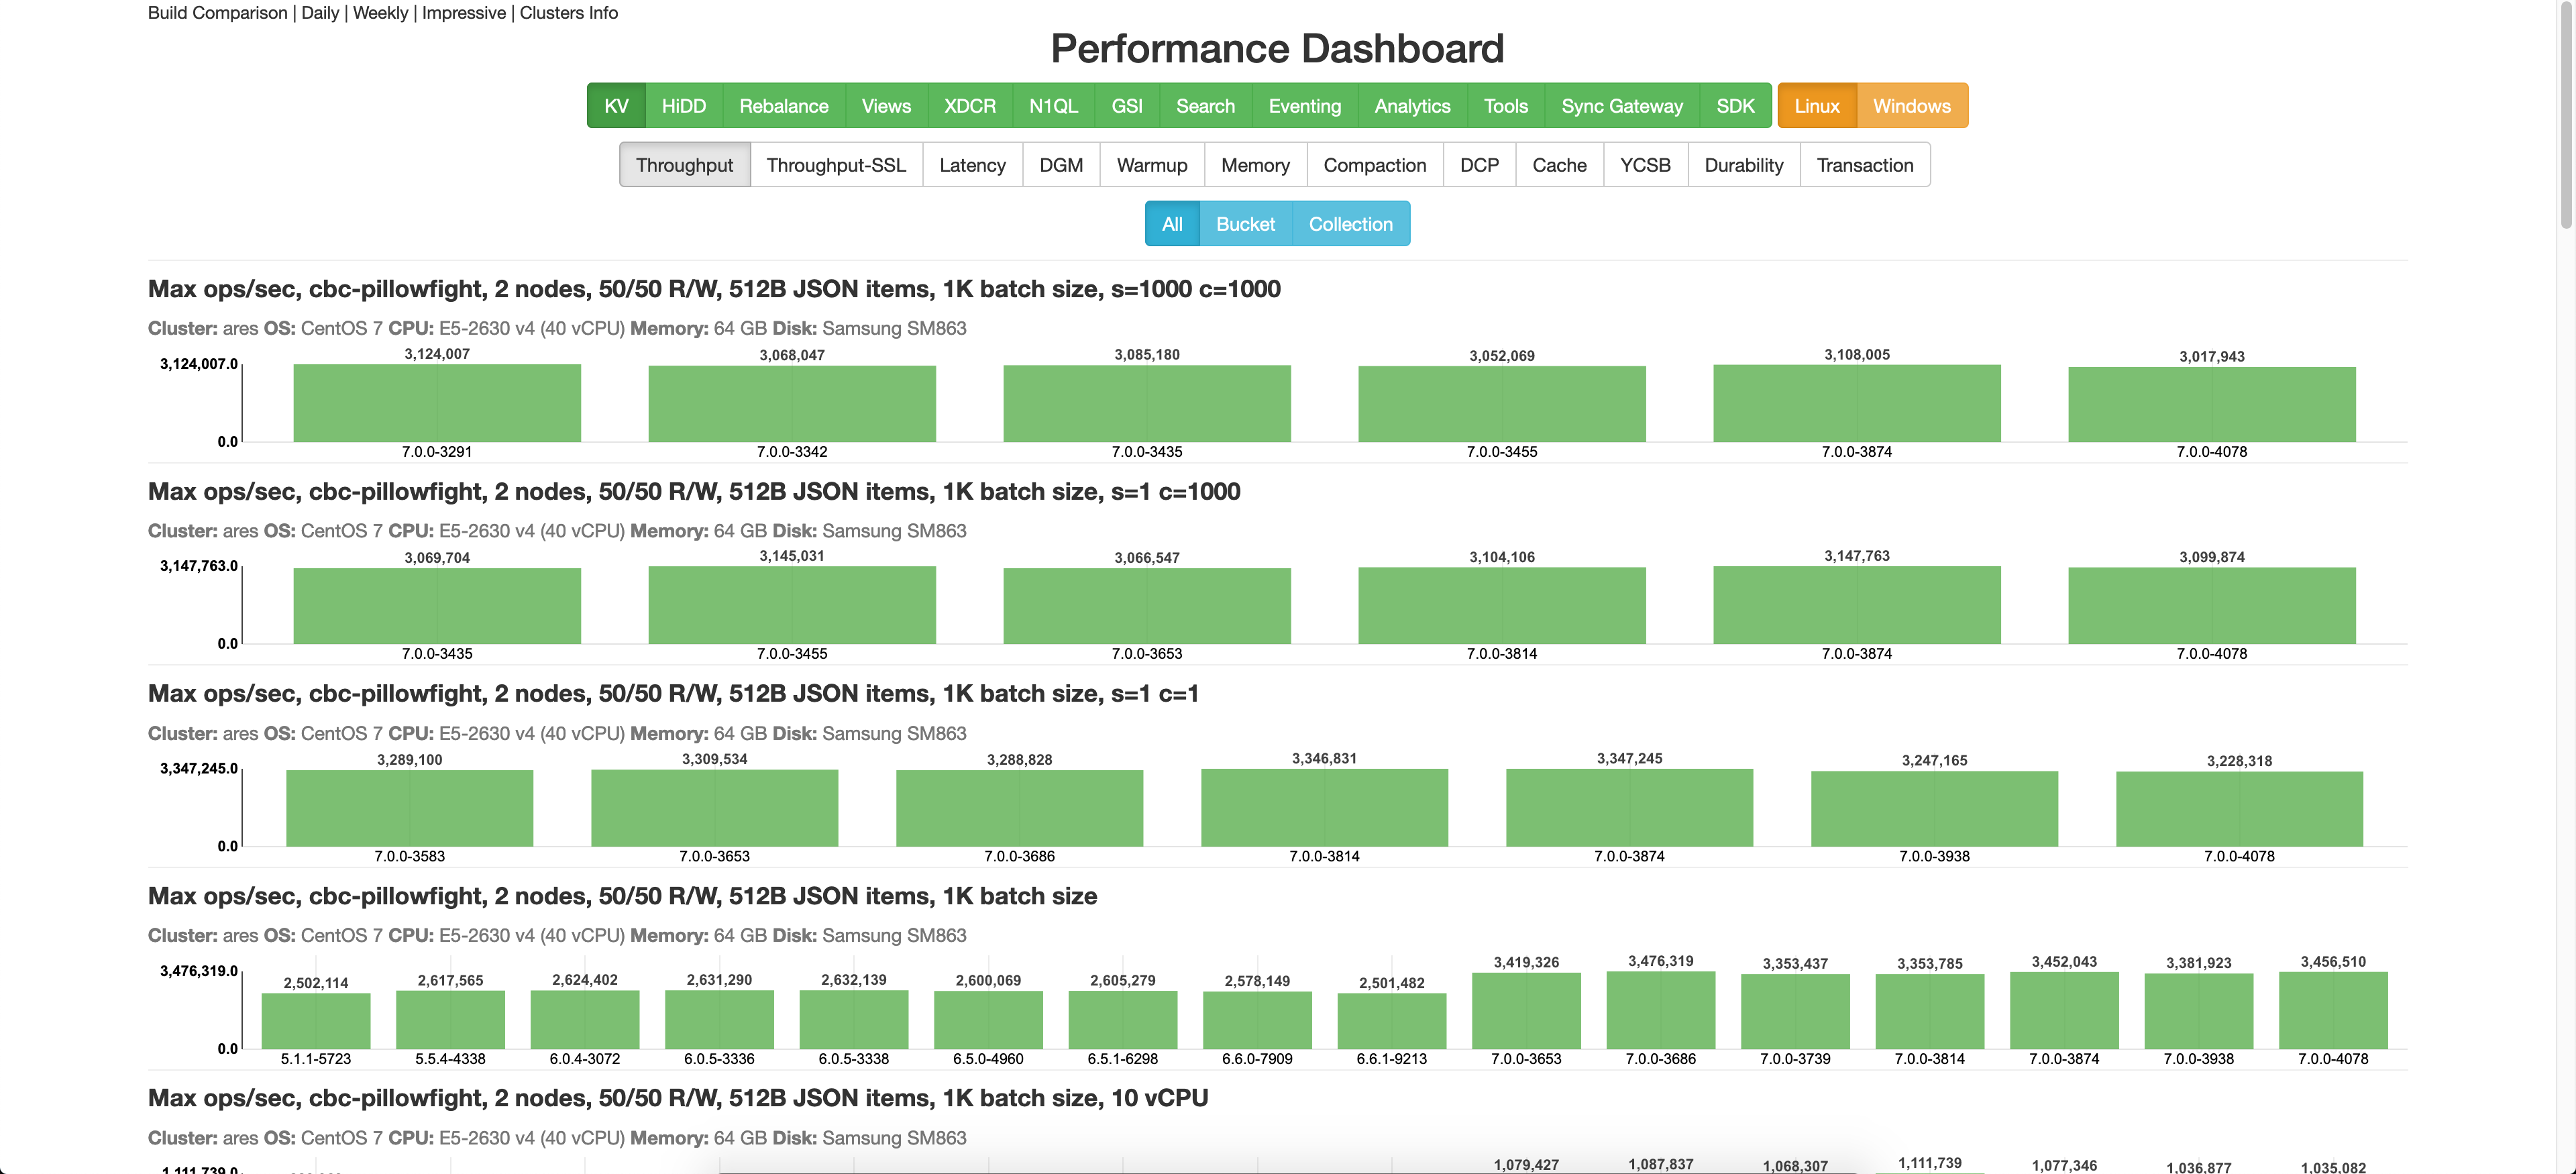 Build Comparison | Daily | Weekly | Impressive | Clusters Info
Performance Dashboard
KV HiDD Rebalance Views XDCR N1QL GSI Search Eventing Analytics Tools Sync Gateway SDK Linux Windows
Throughput Throughput-SSL Latency DGM Warmup Memory Compaction DCP Cache YCSB Durability Transaction
All Bucket Collection
Max ops/sec, cbc-pillowfight, 2 nodes, 50/50 R/W, 512B JSON items, 1K batch size, s=1000 c=1000
Cluster: ares OS: CentOS 7 CPU: E5-2630 v4 (40 vCPU) Memory: 64 GB Disk: Samsung SM863
3,124,007 3,068,047 3,085,180 3,052,069 3,108,005 3,017,943
3,124,007.0
0.0
7.0.0-3291 7.0.0-3342 7.0.0-3435 7.0.0-3455 7.0.0-3874 7.0.0-4078
Max ops/sec, cbc-pillowfight, 2 nodes, 50/50 R/W, 512B JSON items, 1K batch size, s=1 c=1000
Cluster: ares OS: CentOS 7 CPU: E5-2630 v4 (40 vCPU) Memory: 64 GB Disk: Samsung SM863
3,069,704 3,145,031 3,066,547 3,104,106 3,147,763 3,099,874
3,147,763.0
0.0
7.0.0-3435 7.0.0-3455 7.0.0-3653 7.0.0-3814 7.0.0-3874 7.0.0-4078
Max ops/sec, cbc-pillowfight, 2 nodes, 50/50 R/W, 512B JSON items, 1K batch size, s=1 c=1
Cluster: ares OS: CentOS 7 CPU: E5-2630 v4 (40 vCPU) Memory: 64 GB Disk: Samsung SM863
3,289,100 3,309,534 3,288,828 3,346,831 3,347,245 3,247,165 3,228,318
3,347,245.0
0.0
7.0.0-3583 7.0.0-3653 7.0.0-3686 7.0.0-3814 7.0.0-3874 7.0.0-3938 7.0.0-4078
Max ops/sec, cbc-pillowfight, 2 nodes, 50/50 R/W, 512B JSON items, 1K batch size
Cluster: ares OS: CentOS 7 CPU: E5-2630 v4 (40 vCPU) Memory: 64 GB Disk: Samsung SM863
2,502,114 2,617,565 2,624,402 2,631,290 2,632,139 2,600,069 2,605,279 2,578,149 2,501,482 3,419,326 3,476,319 3,353,437 3,353,785 3,452,043 3,381,923 3,456,510
3,476,319.0
0.0
5.1.1-5723 5.5.4-4338 6.0.4-3072 6.0.5-3336 6.0.5-3338 6.5.0-4960 6.5.1-6298 6.6.0-7909 6.6.1-9213 7.0.0-3653 7.0.0-3686 7.0.0-3739 7.0.0-3814 7.0.0-3874 7.0.0-3938 7.0.0-4078
Max ops/sec, cbc-pillowfight, 2 nodes, 50/50 R/W, 512B JSON items, 1K batch size, 10 vCPU
Cluster: ares OS: CentOS 7 CPU: E5-2630 v4 (40 vCPU) Memory: 64 GB Disk: Samsung SM863
1,079,427 1,087,837 1,068,307 1,111,739 1,077,346 1,036,877 1,035,082
1,111,739.0